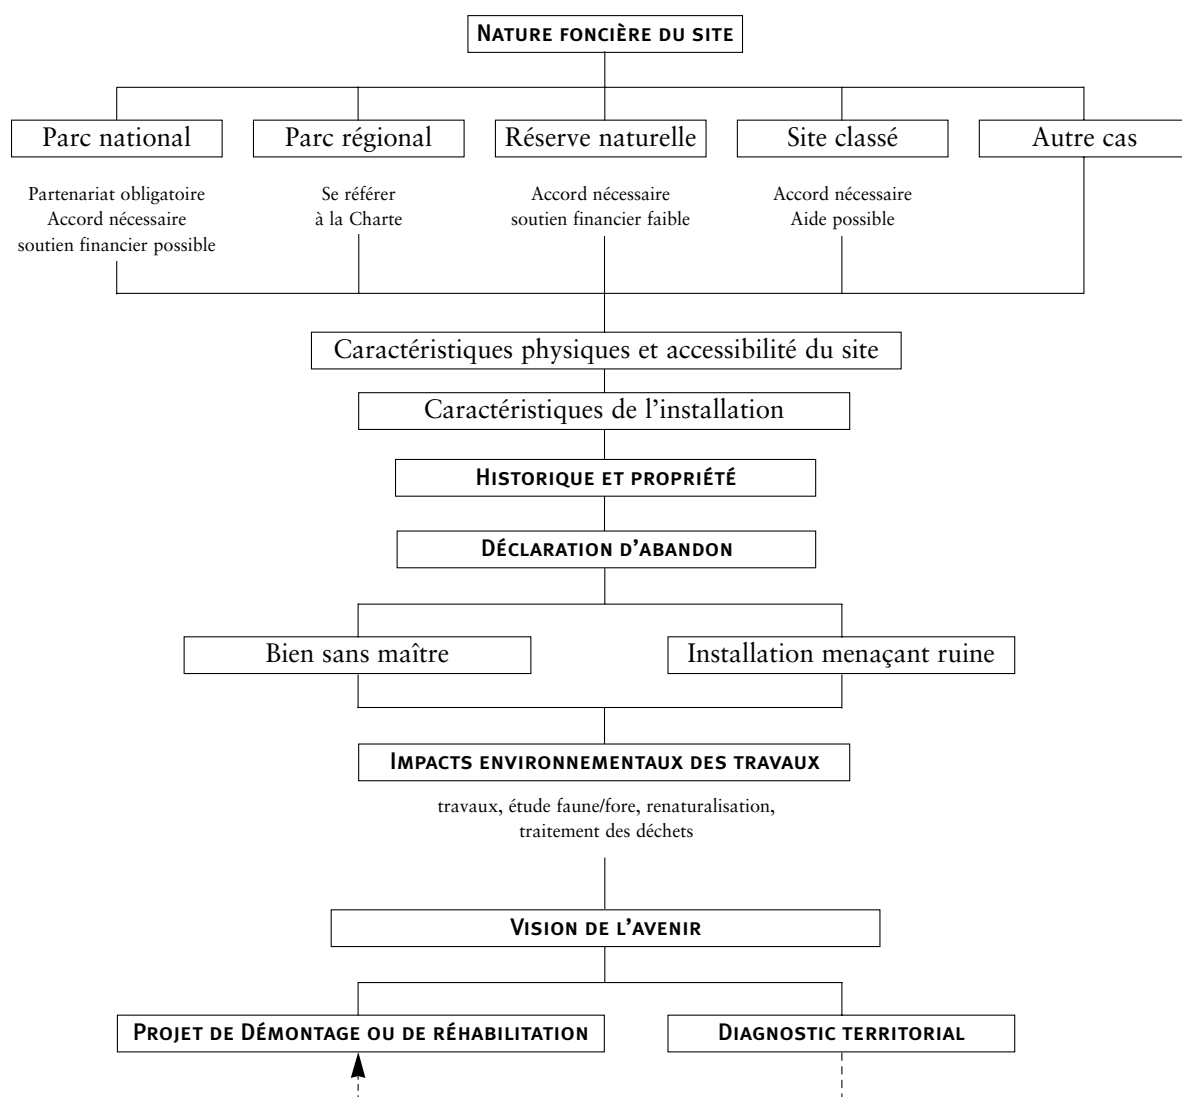 NATURE FONCIÈRE DU SITE
Parc national
Parc régional
Réserve naturelle
Site classé
Autre cas
Partenariat obligatoire
Accord nécessaire
soutien financier possible
Se référer
à la Charte
Accord nécessaire
soutien financier faible
Accord nécessaire
Aide possible
Caractéristiques physiques et accessibilité du site
Caractéristiques de l’installation
HISTORIQUE ET PROPRIÉTÉ
DÉCLARATION D’ABANDON
Bien sans maître
Installation menaçant ruine
IMPACTS ENVIRONNEMENTAUX DES TRAVAUX
travaux, étude faune/fore, renaturalisation,
traitement des déchets
VISION DE L’AVENIR
PROJET DE DÉMONTAGE OU DE RÉHABILITATION
DIAGNOSTIC TERRITORIAL